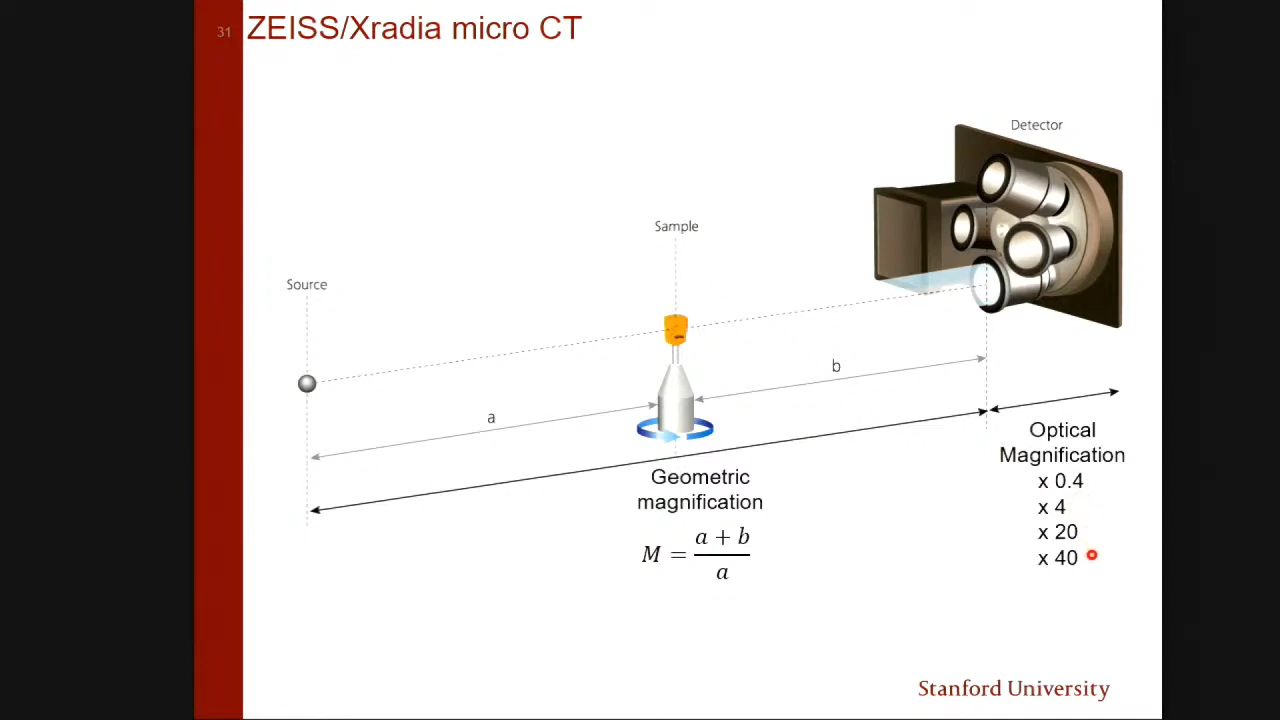 31
ZEISS/Xradia micro CT
Detector
Sample
Source
b
a
Optical
Magnification
x 0.4
x 4
x 20
x 40
Geometric
magnification
M = (a + b)/a
Stanford University